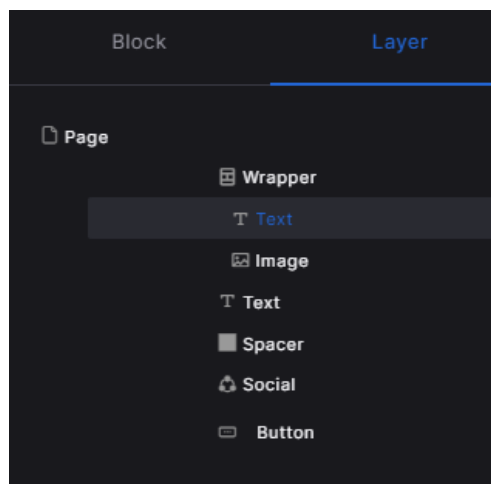 Block Layer
Page
Wrapper
Text
Image
Text
Spacer
Social
Button